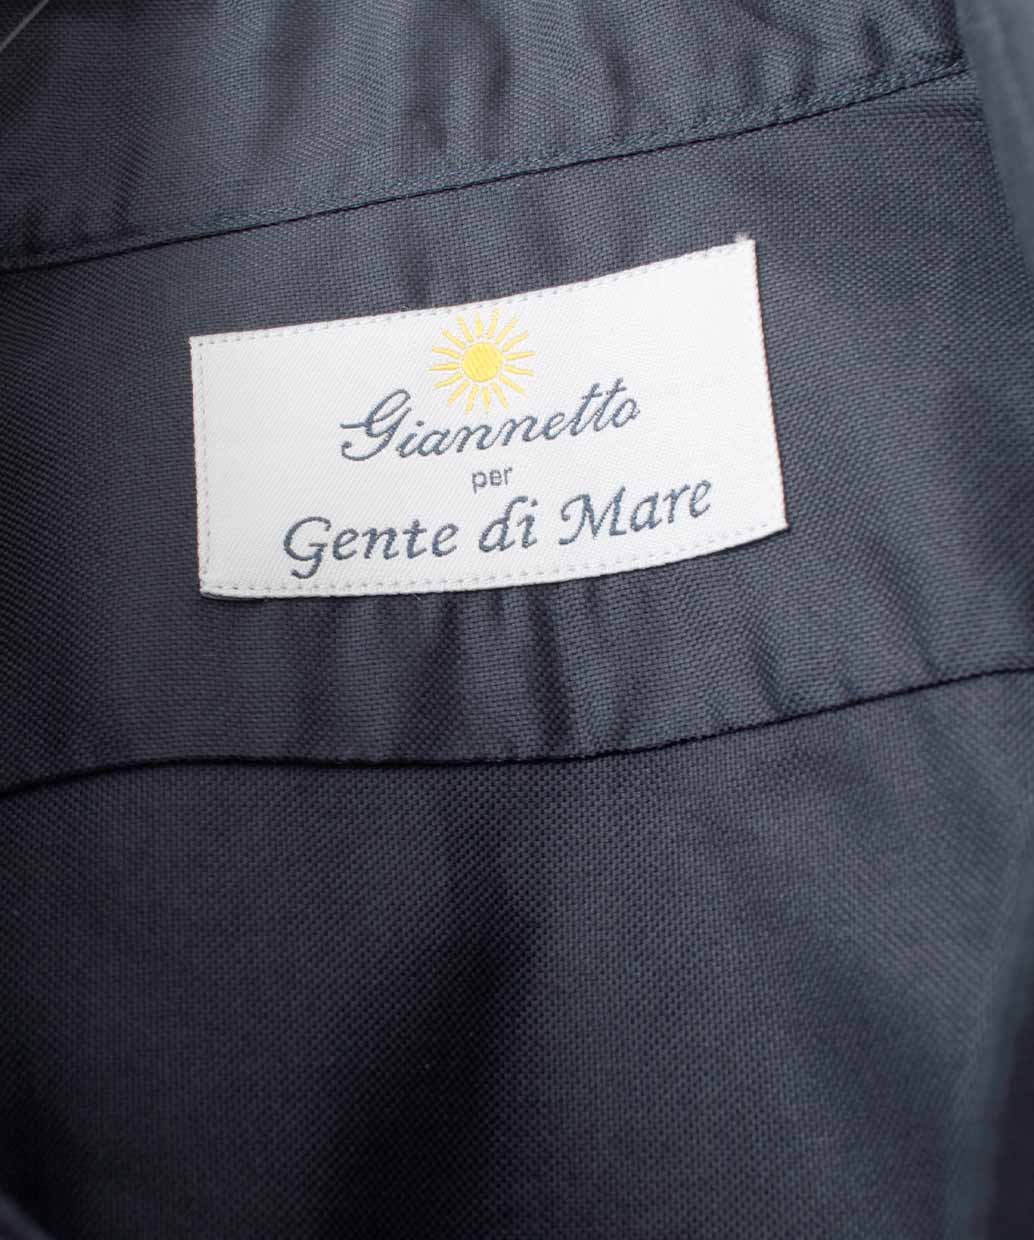 Giannetto
per
Gente di Mare